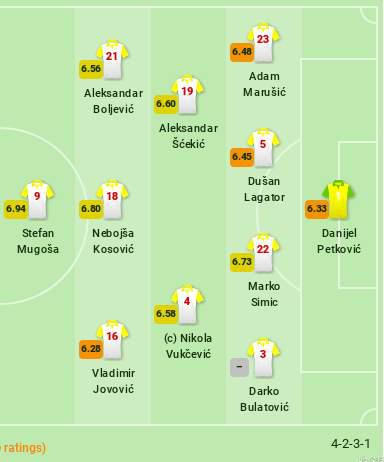 21
6.56
Aleksandar
Boljević
23
6.48
Adam
Marušić
19
6.60
Aleksandar
Šćekić
5
6.45
Dušan
Lagator
9
6.94
Stefan
Mugoša
18
6.80
Nebojša
Kosović
1
6.33
Danijel
Petković
22
6.73
Marko
Simic
4
6.58
(c) Nikola
Vukčević
16
6.28
Vladimir
Jovović
3
–
Darko
Bulatović
ratings)
4-2-3-1